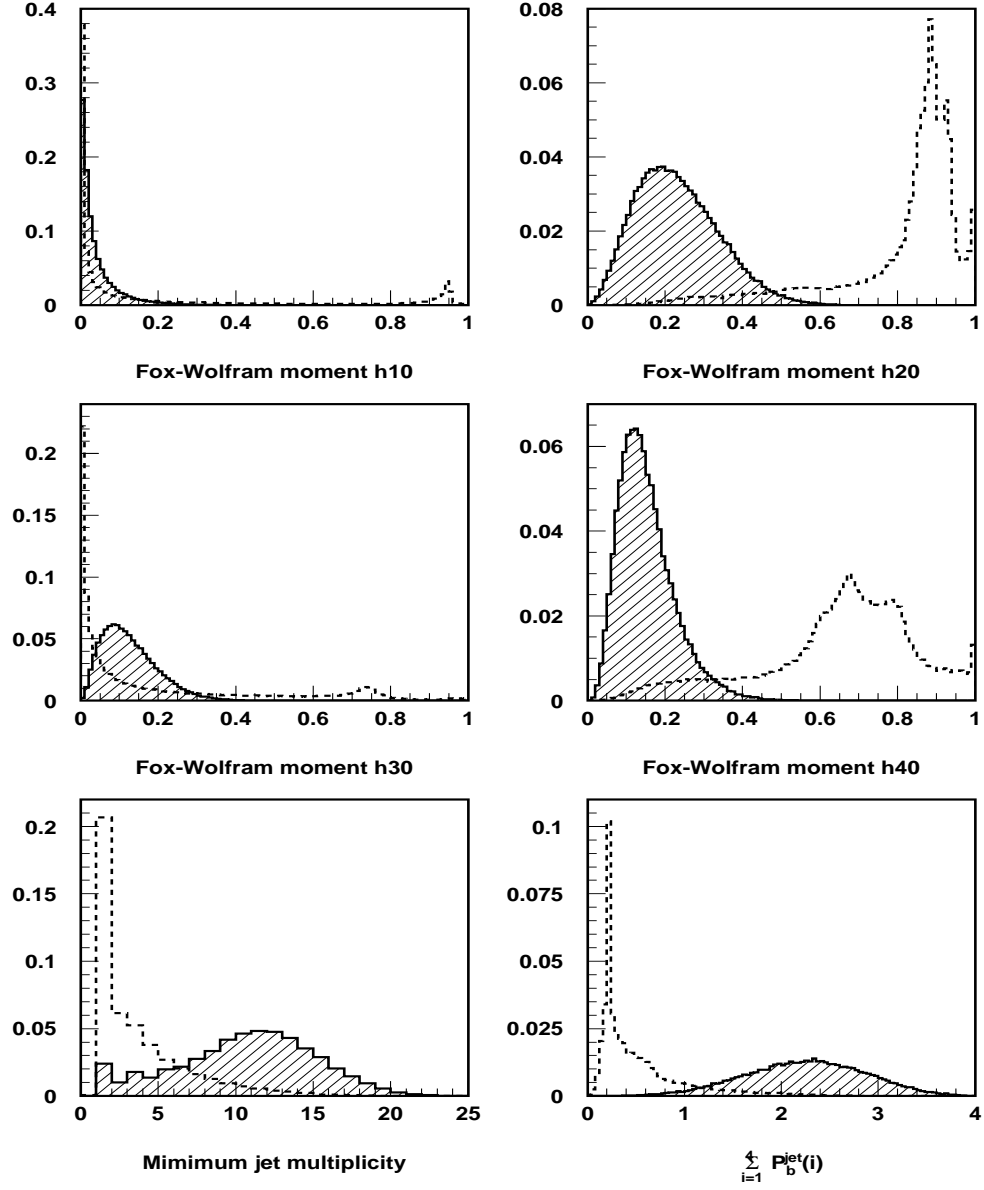 0.4
0.3
0.2
0.1
0
0 0.2 0.4 0.6 0.8 1
Fox-Wolfram moment h10
0.08
0.06
0.04
0.02
0
0 0.2 0.4 0.6 0.8 1
Fox-Wolfram moment h20
0.2
0.15
0.1
0.05
0
0 0.2 0.4 0.6 0.8 1
Fox-Wolfram moment h30
0.06
0.04
0.02
0
0 0.2 0.4 0.6 0.8 1
Fox-Wolfram moment h40
0.2
0.15
0.1
0.05
0
0 5 10 15 20 25
Mimimum jet multiplicity
0.1
0.075
0.05
0.025
0
0 1 2 3 4
4
Σ P_b^jet(i)
i=1